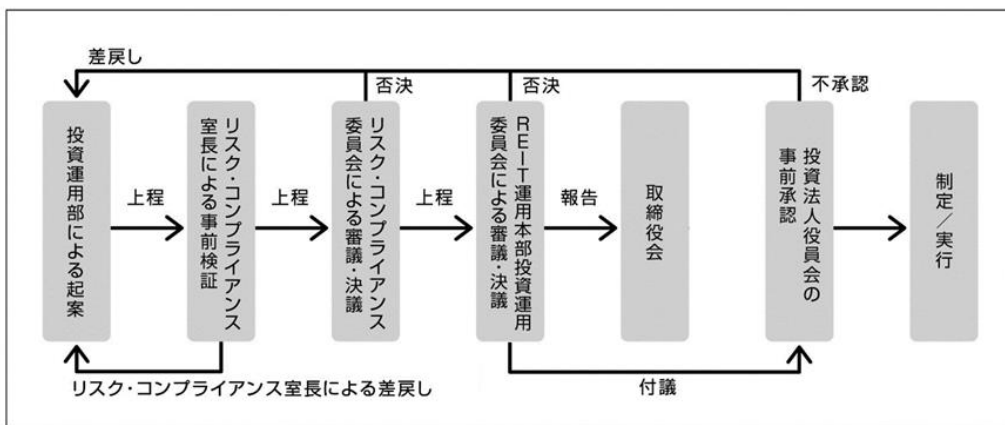 差戻し
否決
否決
不承認
投資運用部による起案
上程
リスク・コンプライアンス
室長による事前検証
上程
リスク・コンプライアンス
委員会による審議・決議
上程
REIT運用本部投資運用
委員会による審議・決議
報告
取締役会
投資法人役員会の
事前承認
制定／実行
リスク・コンプライアンス室長による差戻し
付議